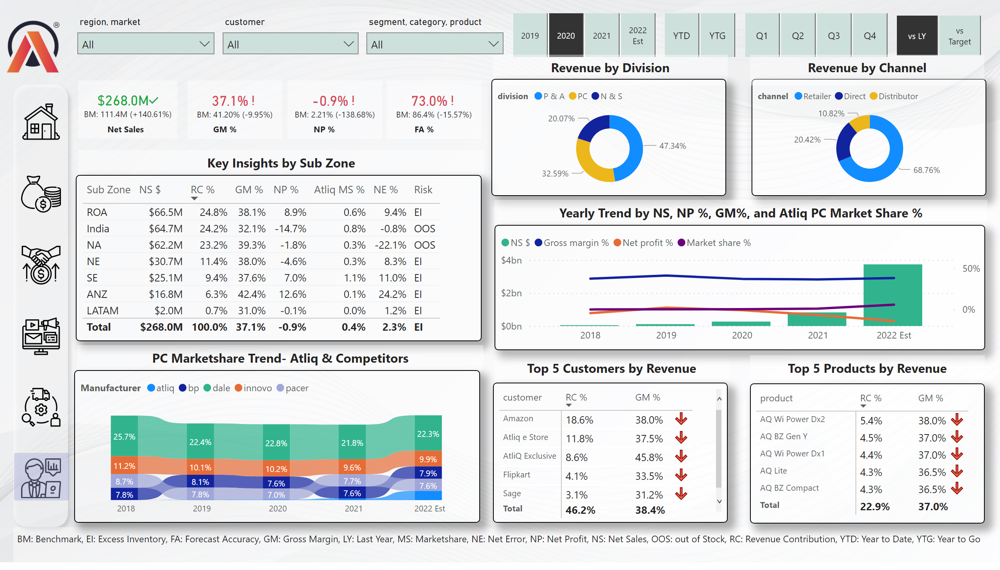 ®
region, market
customer
segment, category, product
All
All
All
2019
2020
2021
2022
Est
YTD
YTG
Q1
Q2
Q3
Q4
vs LY
vs
Target
$268.0M
BM: 111.4M (+140.61%)
Net Sales
37.1% !
BM: 41.20% (-9.95%)
GM %
-0.9% !
BM: 2.21% (-138.68%)
NP %
73.0% !
BM: 86.4% (-15.57%)
FA %
Revenue by Division
division P & A PC N & S
20.07%
47.34%
32.59%
Revenue by Channel
channel Retailer Direct Distributor
10.82%
20.42%
68.76%
Key Insights by Sub Zone
Sub Zone NS $ RC % GM % NP % Atliq MS % NE % Risk
ROA $66.5M 24.8% 38.1% 8.9% 0.6% 9.4% EI
India $64.7M 24.2% 32.1% -14.7% 0.8% -0.8% OOS
NA $62.2M 23.2% 39.3% -1.8% 0.3% -22.1% OOS
NE $30.7M 11.4% 38.0% -4.6% 0.3% 8.3% EI
SE $25.1M 9.4% 37.6% 7.0% 1.1% 11.0% EI
ANZ $16.8M 6.3% 42.4% 12.6% 0.1% 24.2% EI
LATAM $2.0M 0.7% 31.0% -0.1% 0.0% 1.2% EI
Total $268.0M 100.0% 37.1% -0.9% 0.4% 2.3% EI
Yearly Trend by NS, NP %, GM%, and Atliq PC Market Share %
NS $ Gross margin % Net profit % Market share %
$4bn
50%
$2bn
0%
$0bn
2018 2019 2020 2021 2022 Est
PC Marketshare Trend- Atliq & Competitors
Manufacturer atliq bp dale innovo pacer
25.7% 22.4% 22.8% 21.8% 22.3%
11.2% 10.1% 10.2% 9.6% 9.9%
8.7% 8.1% 7.6% 7.7% 7.9%
7.8% 7.8% 7.0% 7.6% 7.6%
2018 2019 2020 2021 2022 Est
Top 5 Customers by Revenue
customer RC % GM %
Amazon 18.6% 38.0%
Atliq e Store 11.8% 37.5%
AtliQ Exclusive 8.6% 45.8%
Flipkart 4.1% 33.5%
Sage 3.1% 31.2%
Total 46.2% 38.4%
Top 5 Products by Revenue
product RC % GM %
AQ Wi Power Dx2 5.4% 38.0%
AQ BZ Gen Y 4.5% 37.0%
AQ Wi Power Dx1 4.4% 37.0%
AQ Lite 4.3% 36.5%
AQ BZ Compact 4.3% 36.5%
Total 22.9% 37.0%
BM: Benchmark, EI: Excess Inventory, FA: Forecast Accuracy, GM: Gross Margin, LY: Last Year, MS: Marketshare, NE: Net Error, NP: Net Profit, NS: Net Sales, OOS: out of Stock, RC: Revenue Contribution, YTD: Year to Date, YTG: Year to Go